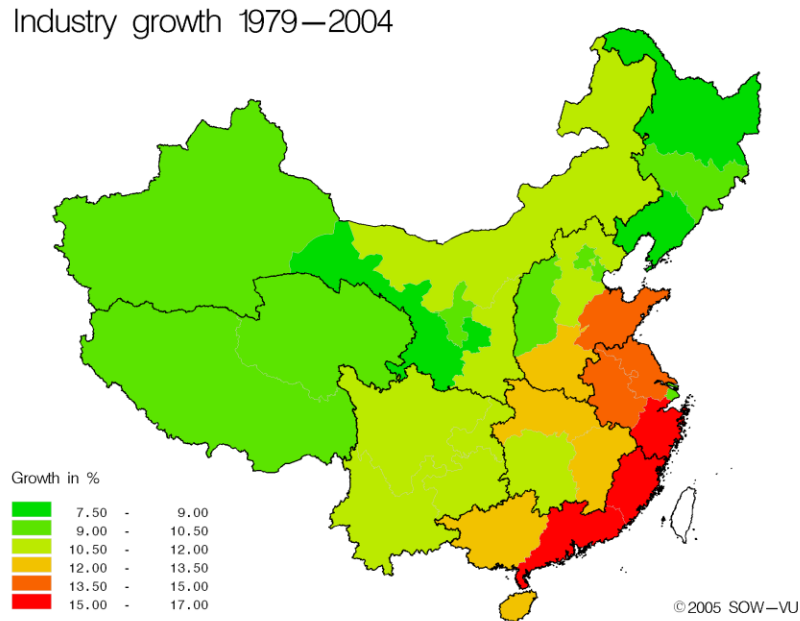 Industry growth 1979—2004
Growth in %
7.50 - 9.00
9.00 - 10.50
10.50 - 12.00
12.00 - 13.50
13.50 - 15.00
15.00 - 17.00
©2005 SOW—VU